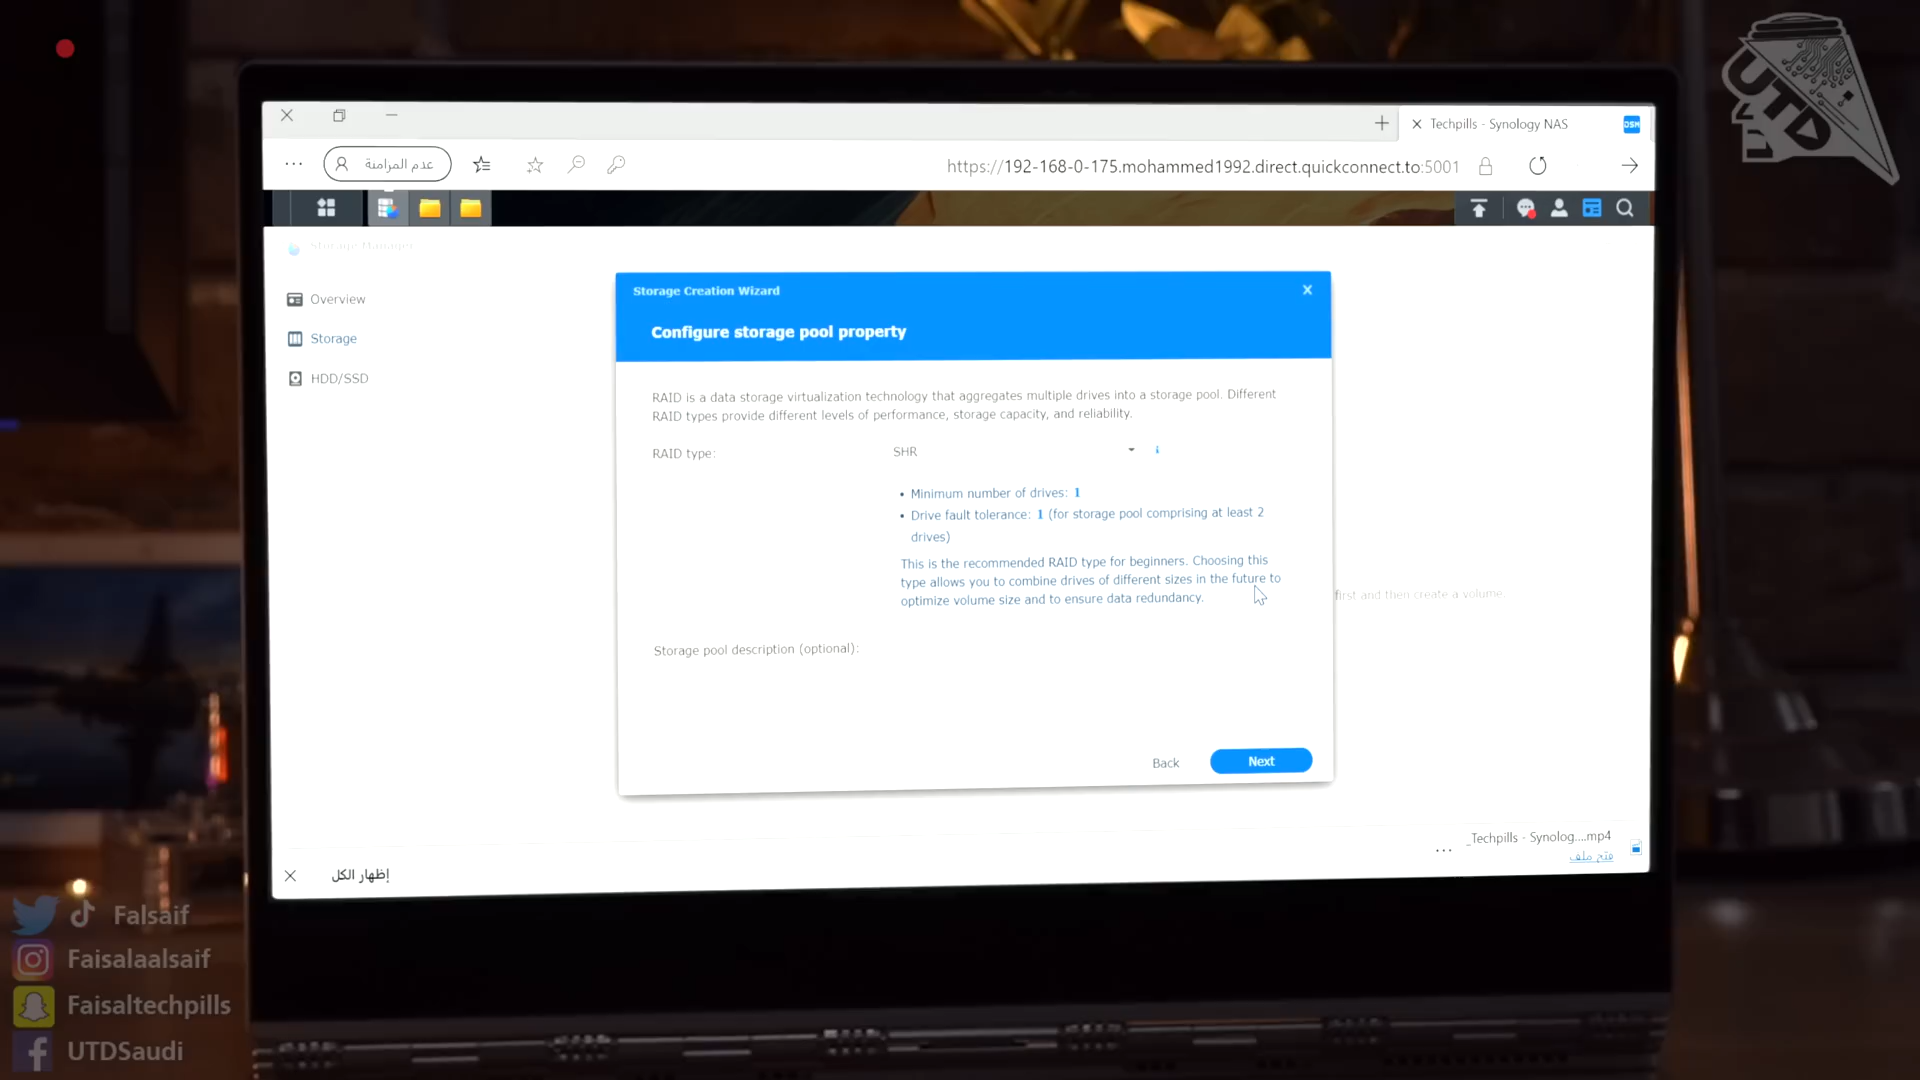 Techpills - Synology NAS
DSM
عدم المزامنة
https://192-168-0-175.mohammed1992.direct.quickconnect.to:5001
Storage Manager
Overview
Storage
HDD/SSD
Storage Creation Wizard
Configure storage pool property
RAID is a data storage virtualization technology that aggregates multiple drives into a storage pool. Different
RAID types provide different levels of performance, storage capacity, and reliability.
RAID type:
SHR
• Minimum number of drives: 1
• Drive fault tolerance: 1 (for storage pool comprising at least 2
drives)
This is the recommended RAID type for beginners. Choosing this
type allows you to combine drives of different sizes in the future to
optimize volume size and to ensure data redundancy.
first and then create a volume.
Storage pool description (optional):
Back
Next
_Techpills - Synolog....mp4
فتح ملف
إظهار الكل
UTD
ONE
Falsaif
Faisalaalsaif
Faisaltechpills
UTDSaudi